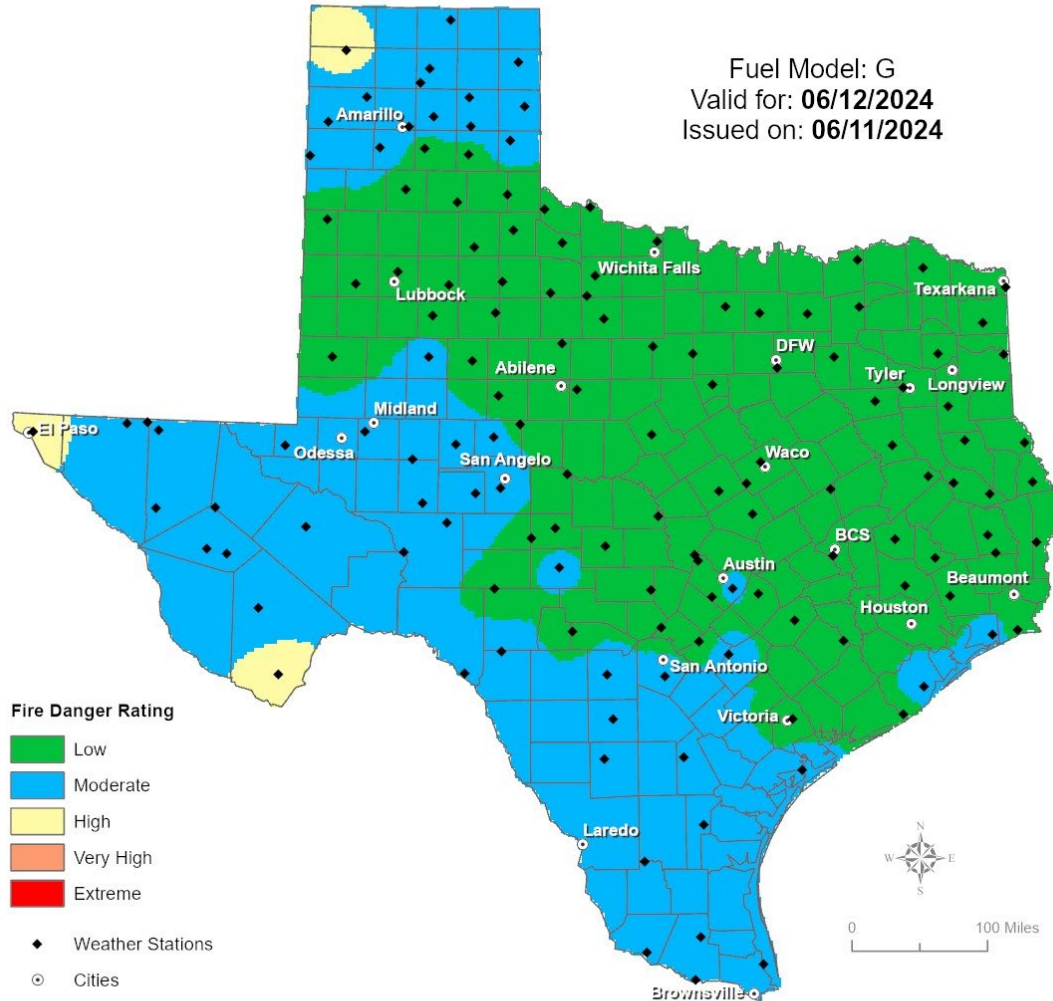 Fuel Model: G
Valid for: 06/12/2024
Issued on: 06/11/2024
Amarillo
Wichita Falls
Lubbock
Texarkana
DFW
Abilene
Tyler
Longview
Midland
El Paso
Odessa
San Angelo
Waco
BCS
Austin
Beaumont
Houston
San Antonio
Fire Danger Rating
Victoria
Low
Moderate
High
Laredo
Very High
Extreme
N
W E
S
Weather Stations
0 100 Miles
Cities
Brownsville